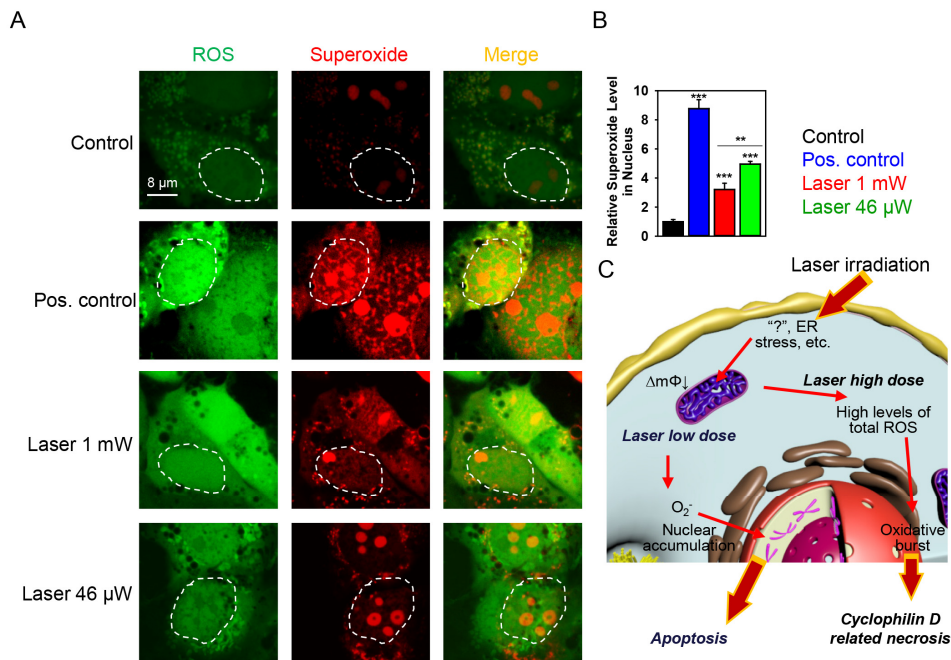 A
ROS
Superoxide
Merge
Control
8 µm
Pos. control
Laser 1 mW
Laser 46 µW
B
Relative Superoxide Level
in Nucleus
10
8
6
4
2
0
***
***
**
***
Control
Pos. control
Laser 1 mW
Laser 46 µW
C
Laser irradiation
“?”, ER
stress, etc.
ΔmΦ↓
Laser high dose
High levels of
total ROS
Laser low dose
O₂⁻
Nuclear
accumulation
Oxidative
burst
Apoptosis
Cyclophilin D
related necrosis